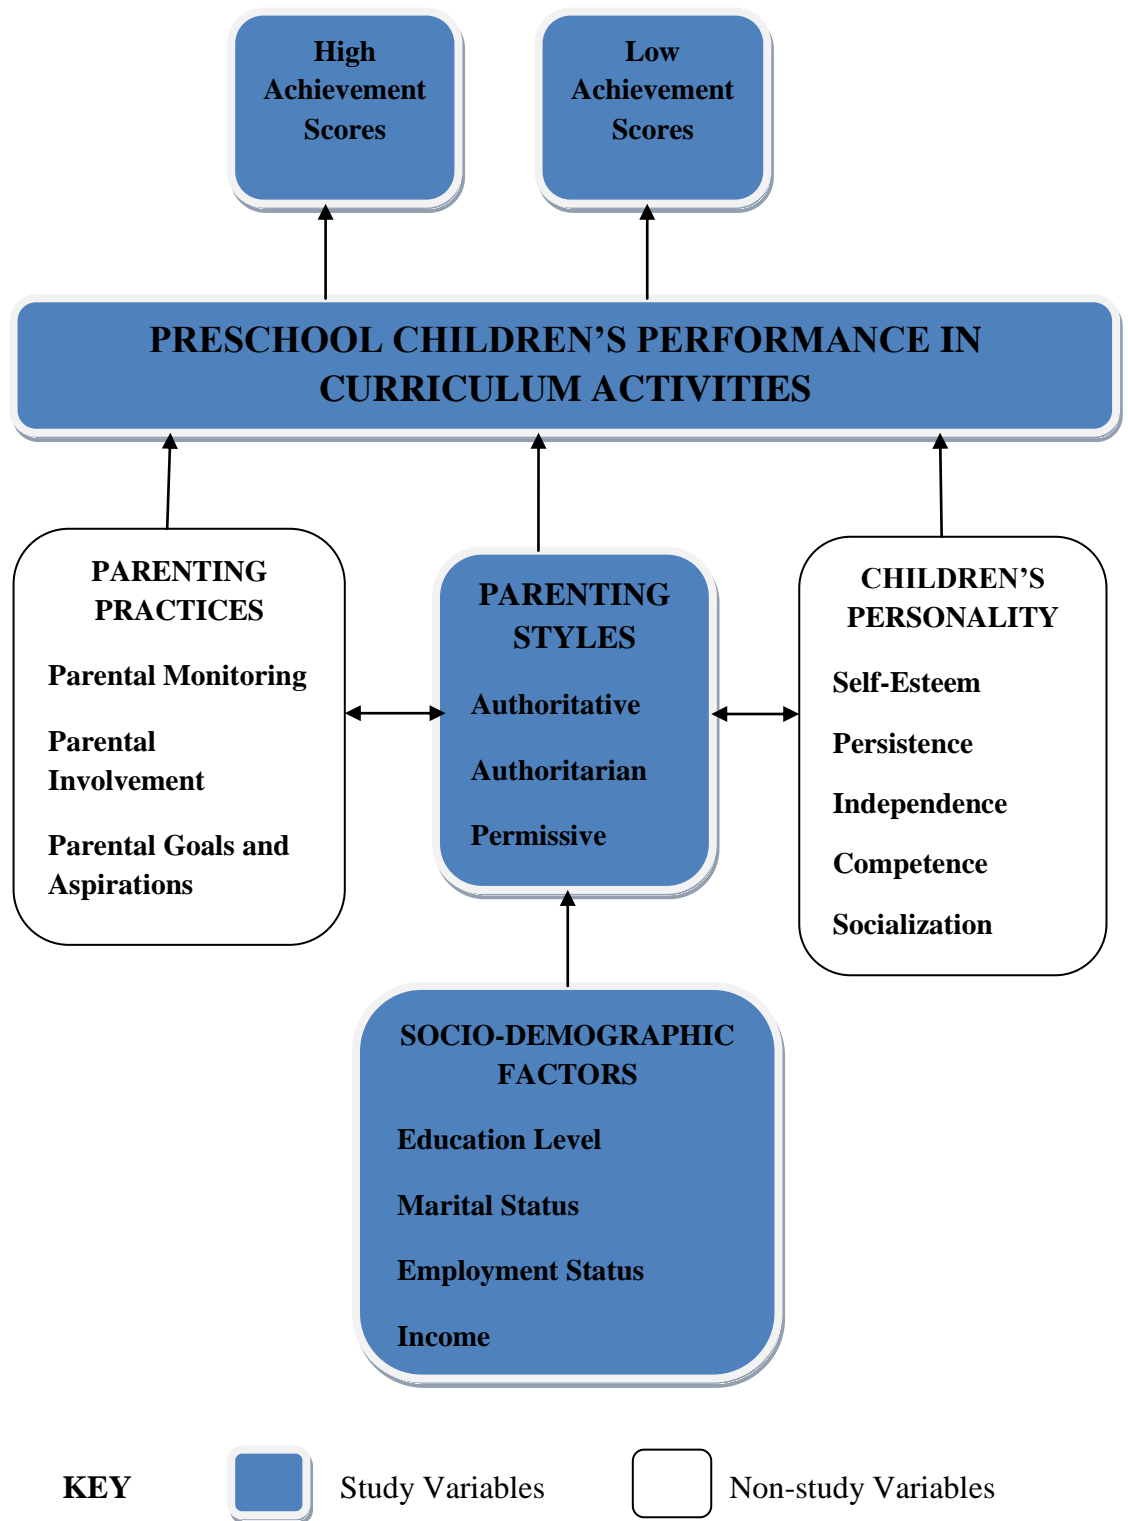 High
Achievement
Scores
Low
Achievement
Scores
PRESCHOOL CHILDREN’S PERFORMANCE IN
CURRICULUM ACTIVITIES
PARENTING
PRACTICES
Parental Monitoring
Parental
Involvement
Parental Goals and
Aspirations
PARENTING
STYLES
Authoritative
Authoritarian
Permissive
CHILDREN’S
PERSONALITY
Self-Esteem
Persistence
Independence
Competence
Socialization
SOCIO-DEMOGRAPHIC
FACTORS
Education Level
Marital Status
Employment Status
Income
KEY
Study Variables
Non-study Variables